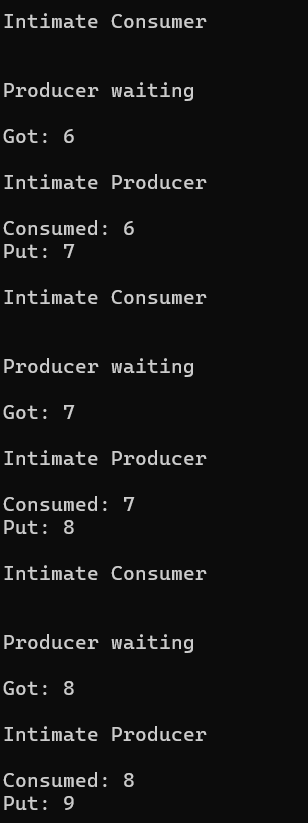 Intimate Consumer
Producer waiting
Got: 6
Intimate Producer
Consumed: 6
Put: 7
Intimate Consumer
Producer waiting
Got: 7
Intimate Producer
Consumed: 7
Put: 8
Intimate Consumer
Producer waiting
Got: 8
Intimate Producer
Consumed: 8
Put: 9